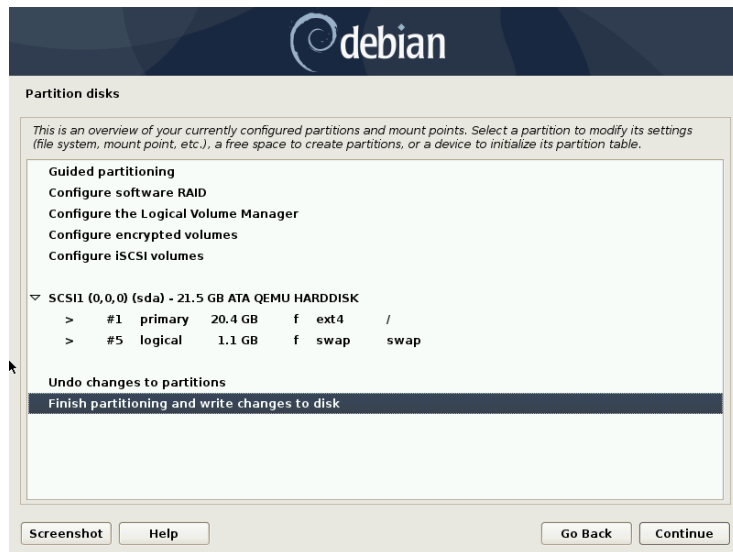 debian
Partition disks
This is an overview of your currently configured partitions and mount points. Select a partition to modify its settings
(file system, mount point, etc.), a free space to create partitions, or a device to initialize its partition table.
Guided partitioning
Configure software RAID
Configure the Logical Volume Manager
Configure encrypted volumes
Configure iSCSI volumes
SCSI1 (0,0,0) (sda) - 21.5 GB ATA QEMU HARDDISK
> #1 primary 20.4 GB f ext4 /
> #5 logical 1.1 GB f swap swap
Undo changes to partitions
Finish partitioning and write changes to disk
Screenshot Help Go Back Continue